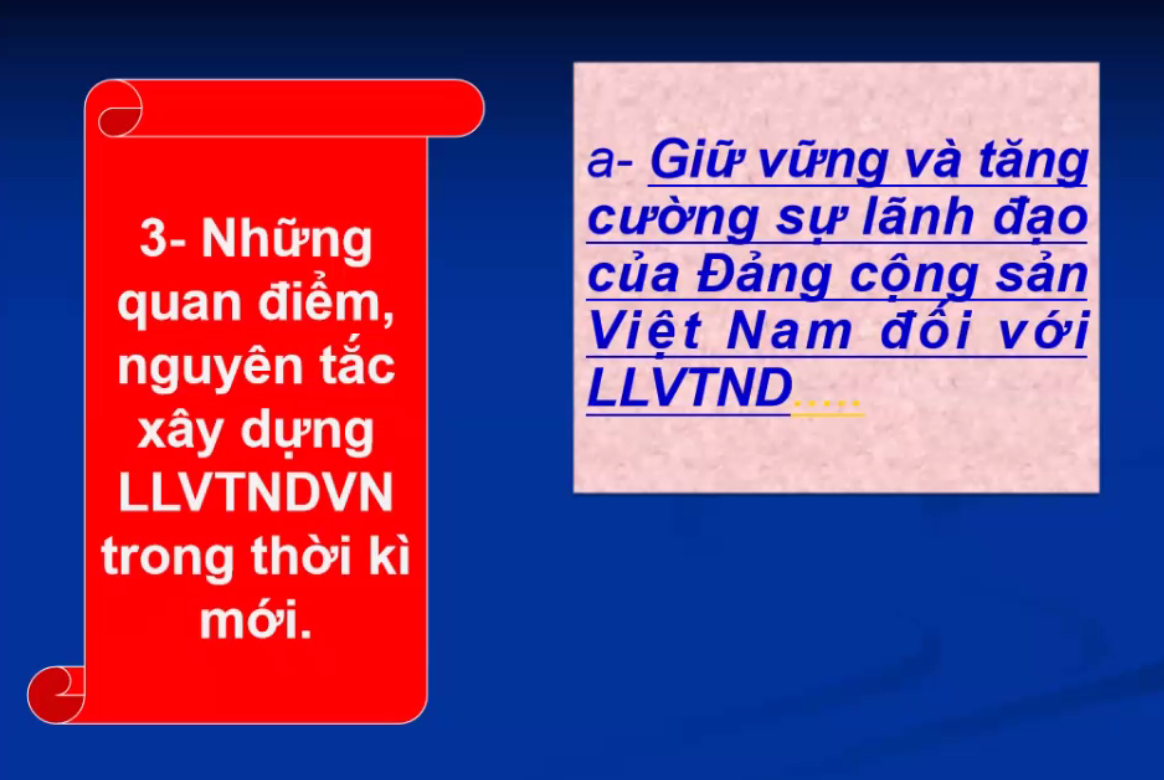 3- Những
quan điểm,
nguyên tắc
xây dựng
LLVTNDVN
trong thời kì
mới.
a- Giữ vững và tăng
cường sự lãnh đạo
của Đảng cộng sản
Việt Nam đối với
LLVTND.....